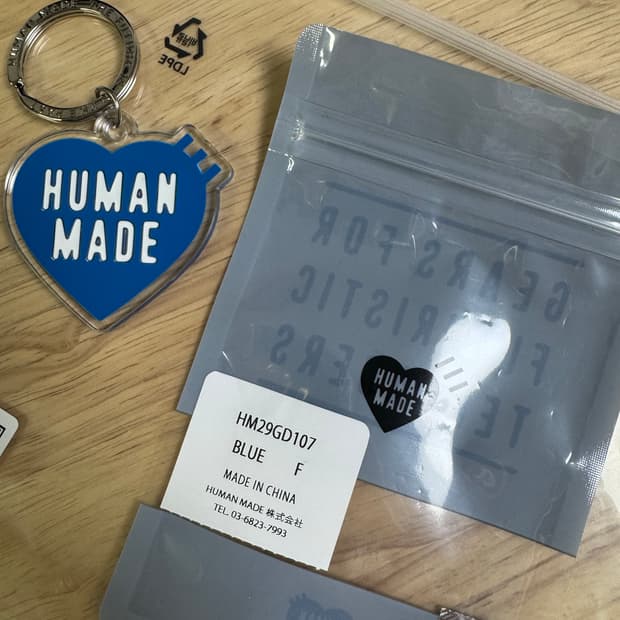 LDPE
HUMAN
MADE
GEARS FOR
FUTURISTIC
TEENAGERS
HUMAN
MADE
HM29GD107
BLUE F
MADE IN CHINA
HUMAN MADE 株式会社
TEL. 03-6823-7993